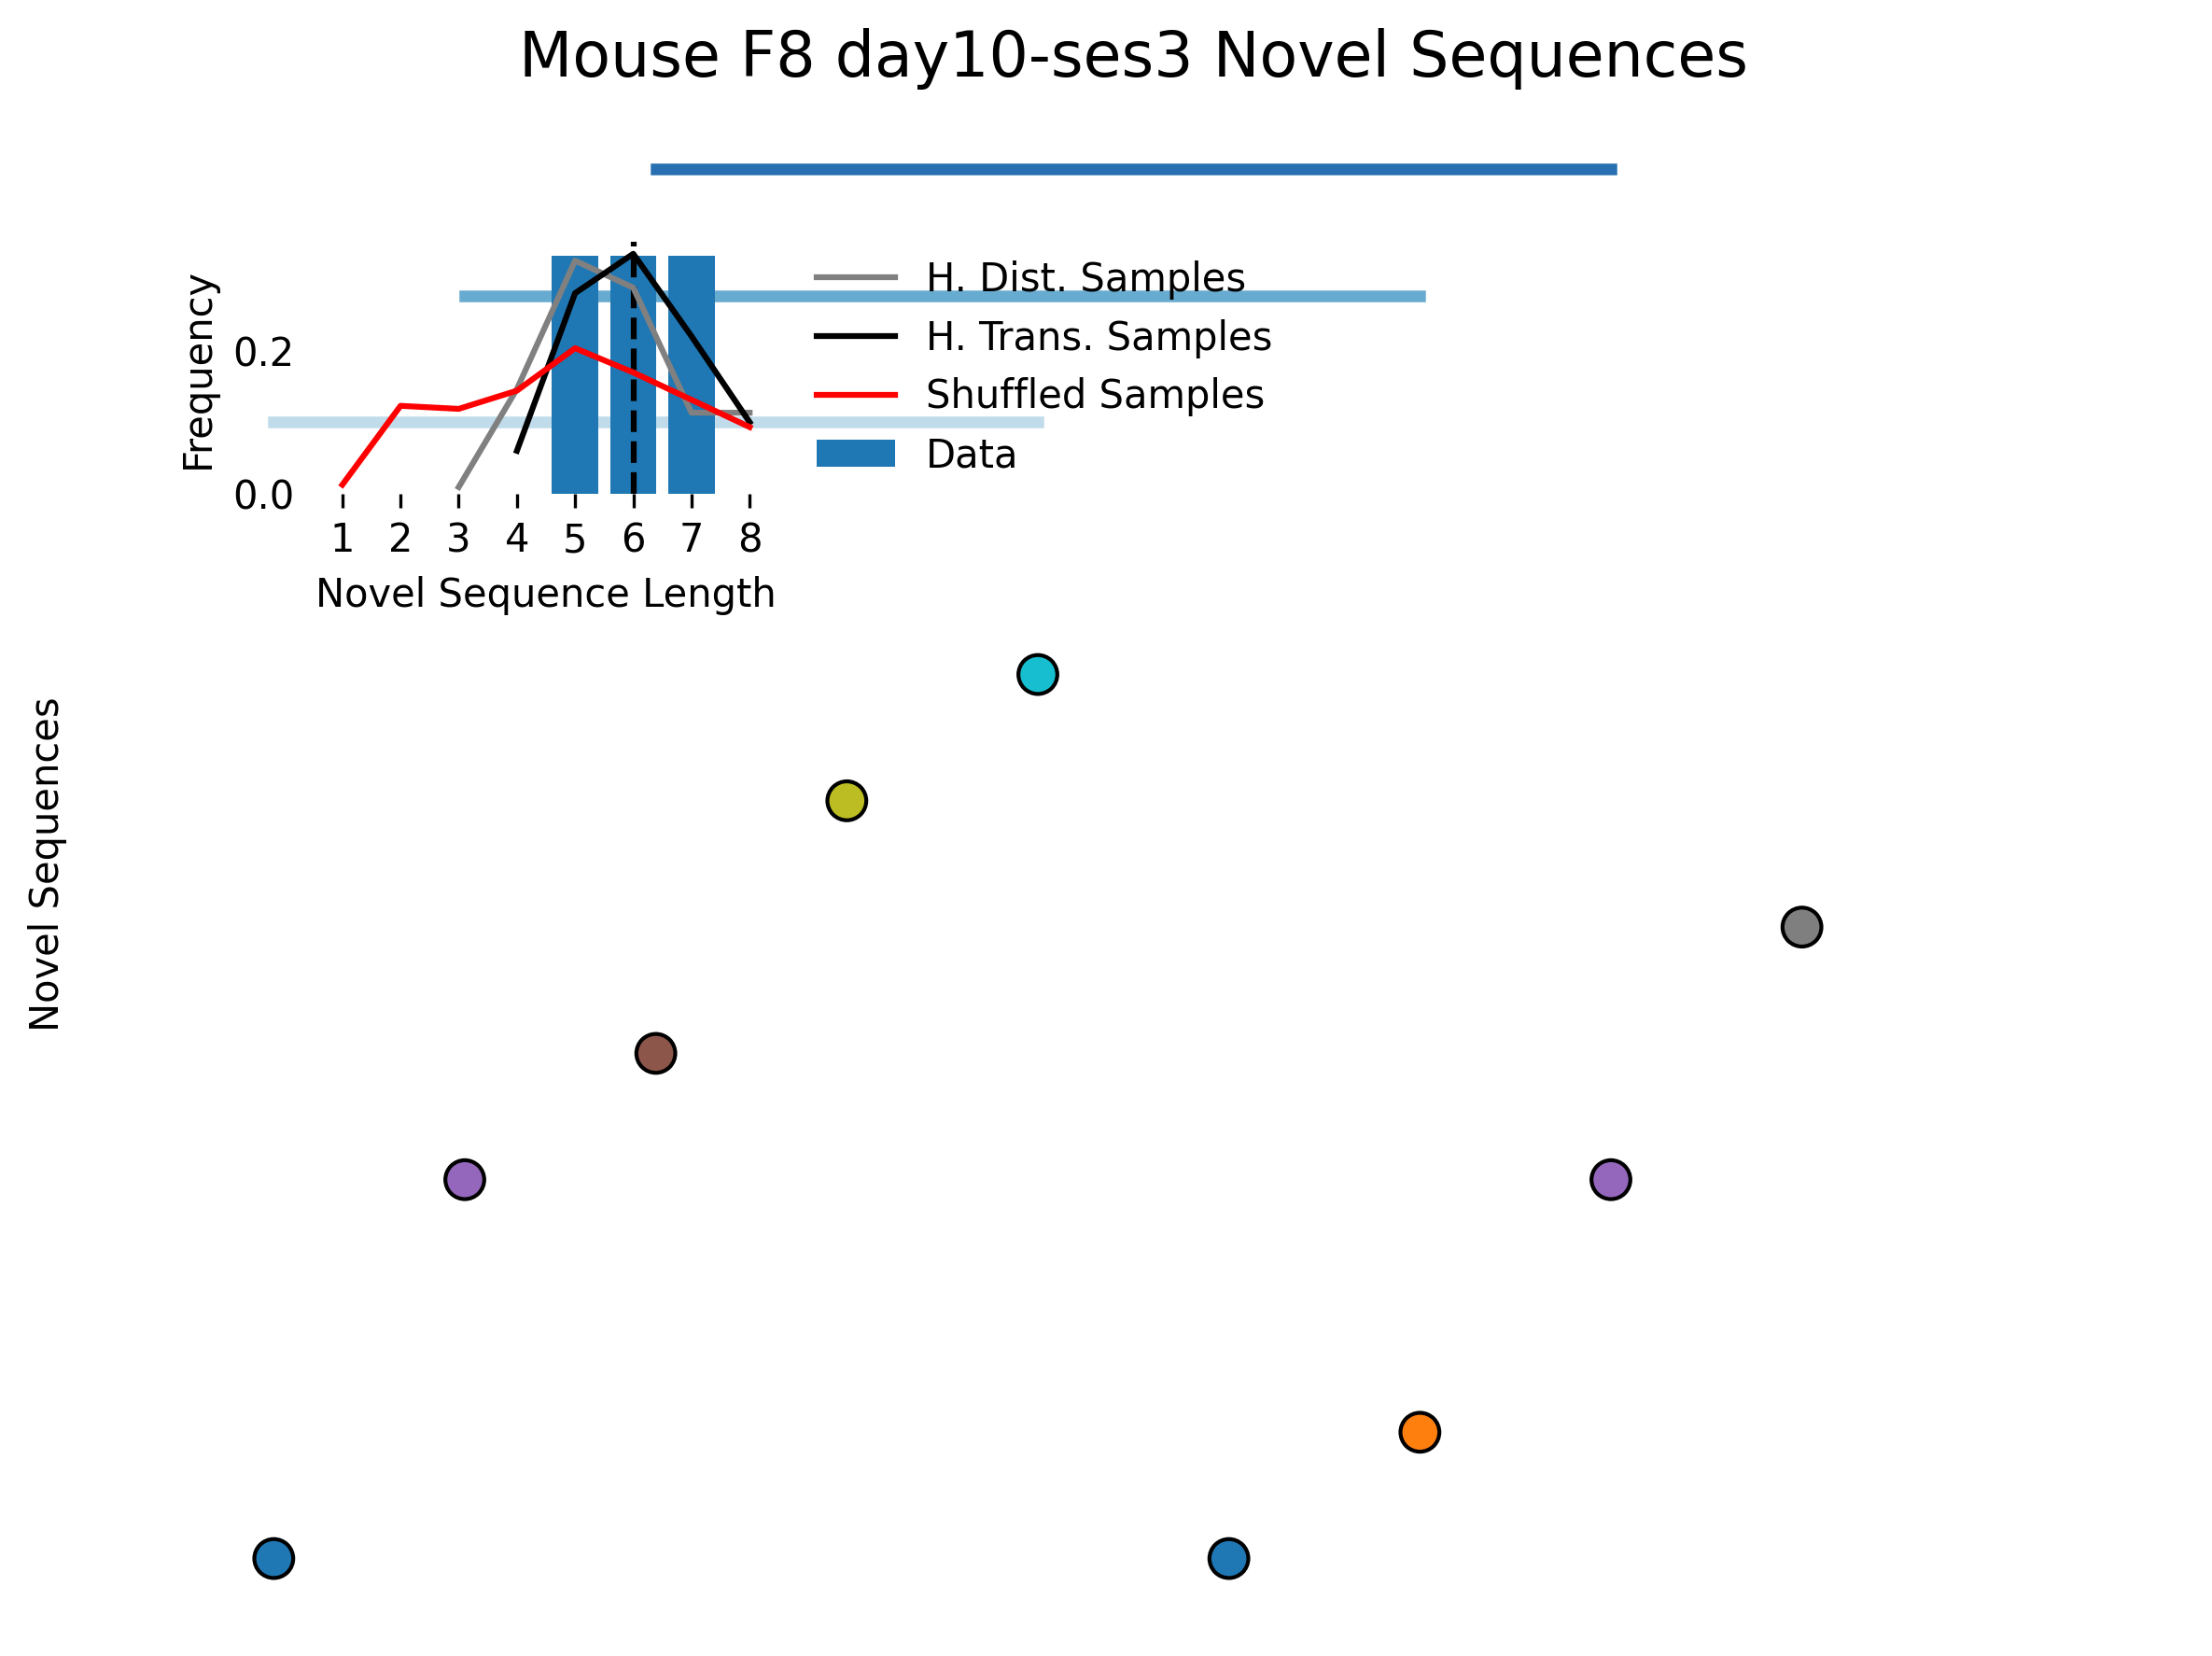 Mouse F8 day10-ses3 Novel Sequences
Frequency
0.2
0.0
1 2 3 4 5 6 7 8
Novel Sequence Length
H. Dist. Samples
H. Trans. Samples
Shuffled Samples
Data
Novel Sequences